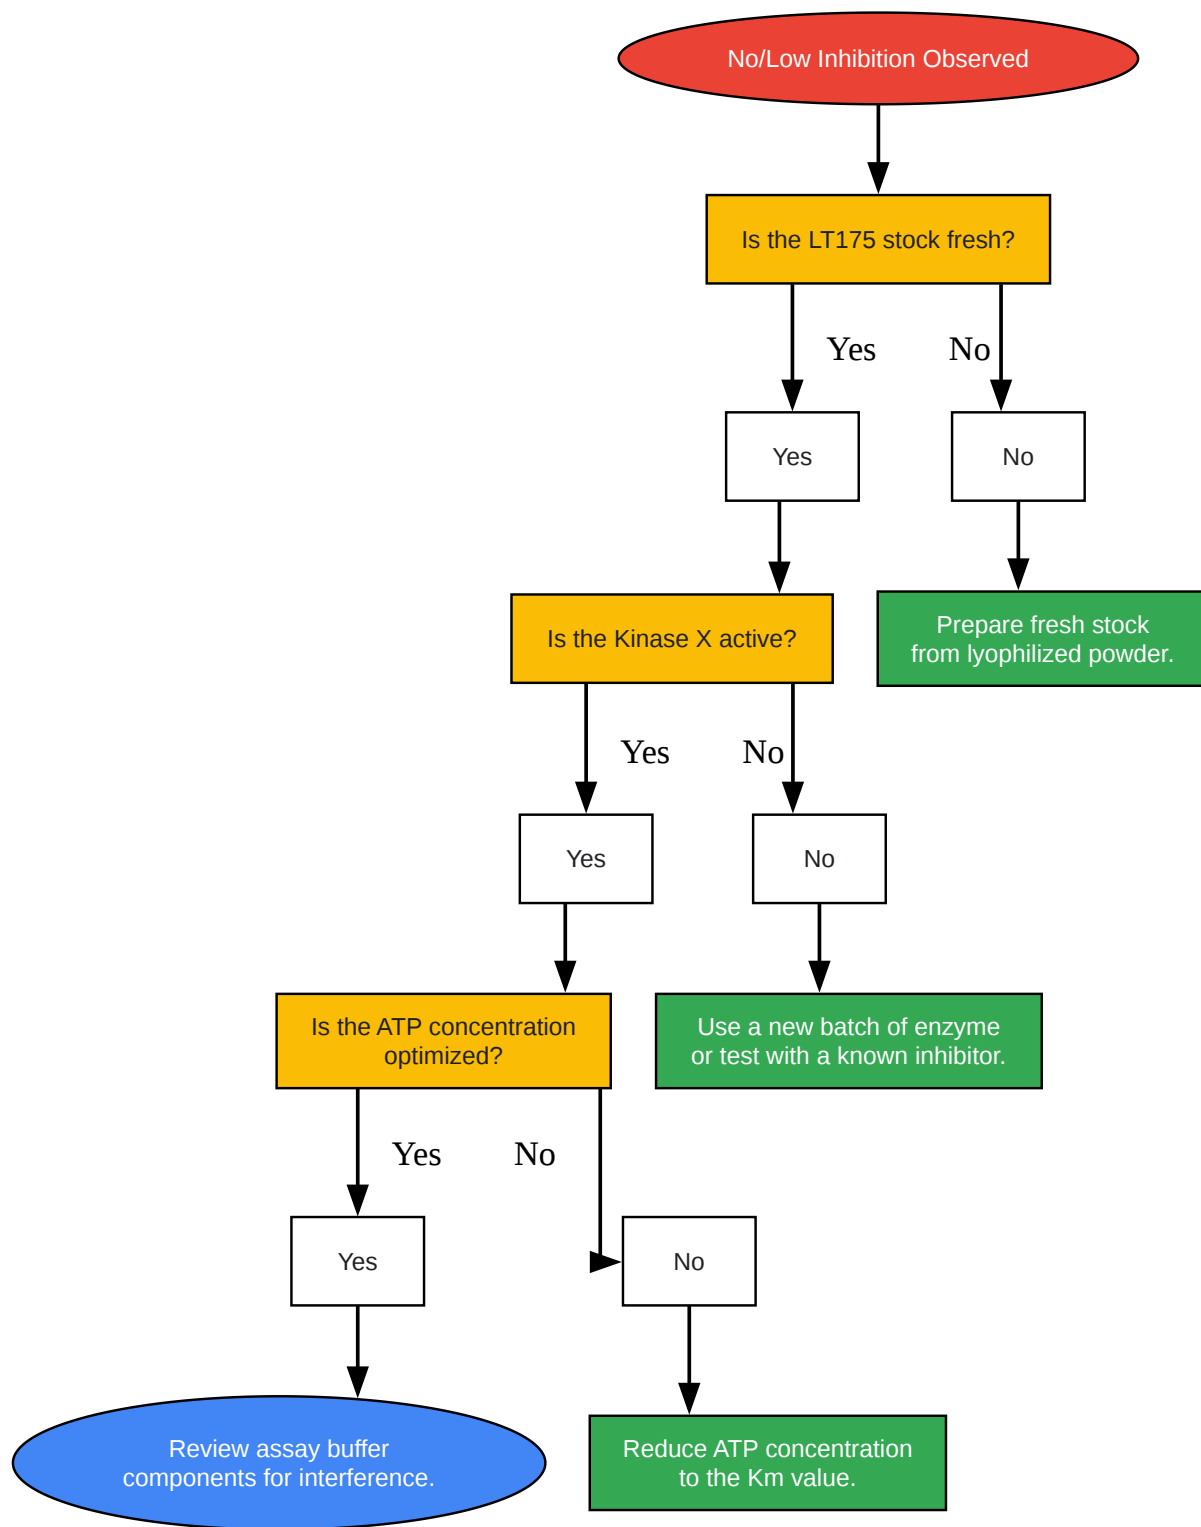 No/Low Inhibition Observed
Is the LT175 stock fresh?
Yes
No
Yes
No
Is the Kinase X active?
Prepare fresh stock
from lyophilized powder.
Yes
No
Yes
No
Is the ATP concentration
optimized?
Use a new batch of enzyme
or test with a known inhibitor.
Yes
No
Yes
No
Review assay buffer
components for interference.
Reduce ATP concentration
to the Km value.